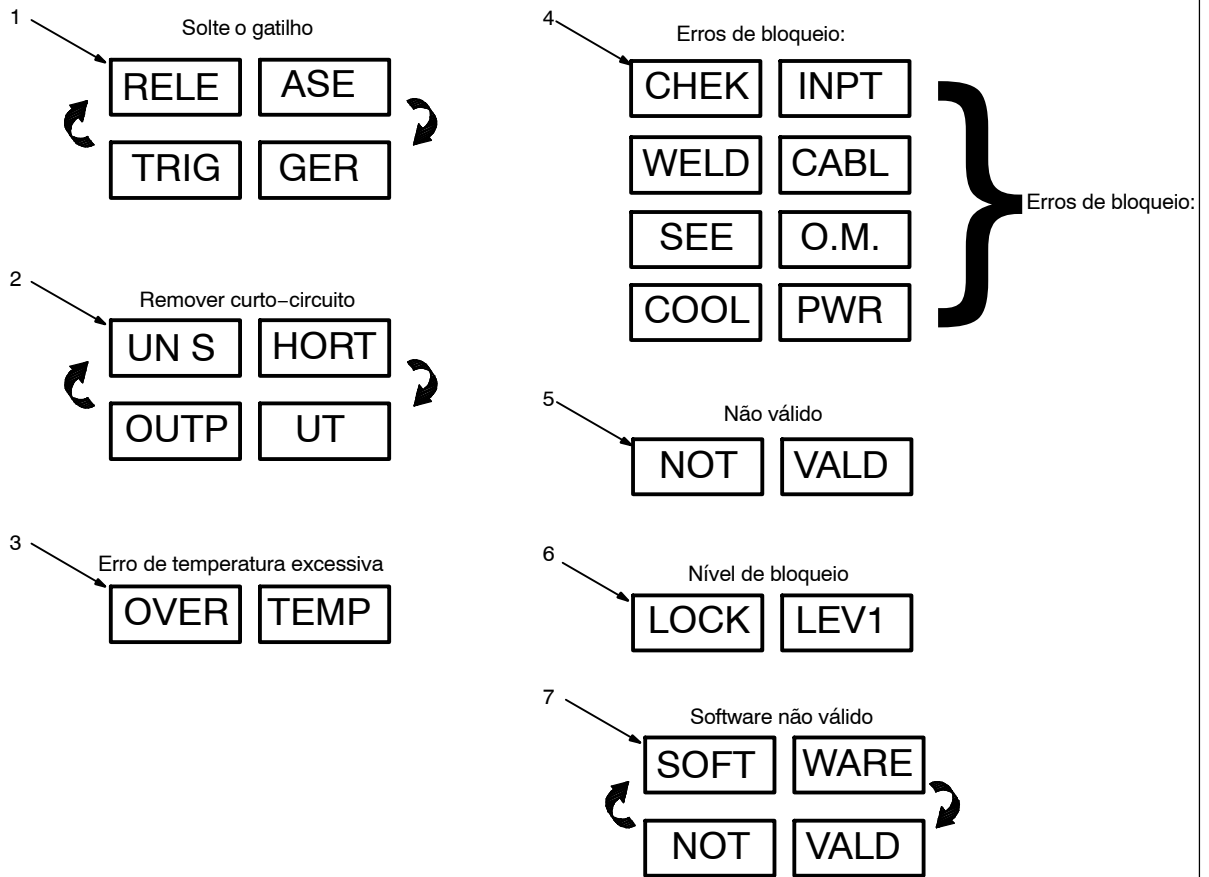 1
Solte o gatilho
RELE ASE
TRIG GER
2
Remover curto−circuito
UN S HORT
OUTP UT
3
Erro de temperatura excessiva
OVER TEMP
4
Erros de bloqueio:
CHEK INPT
WELD CABL
SEE O.M.
COOL PWR
Erros de bloqueio:
5
Não válido
NOT VALD
6
Nível de bloqueio
LOCK LEV1
7
Software não válido
SOFT WARE
NOT VALD